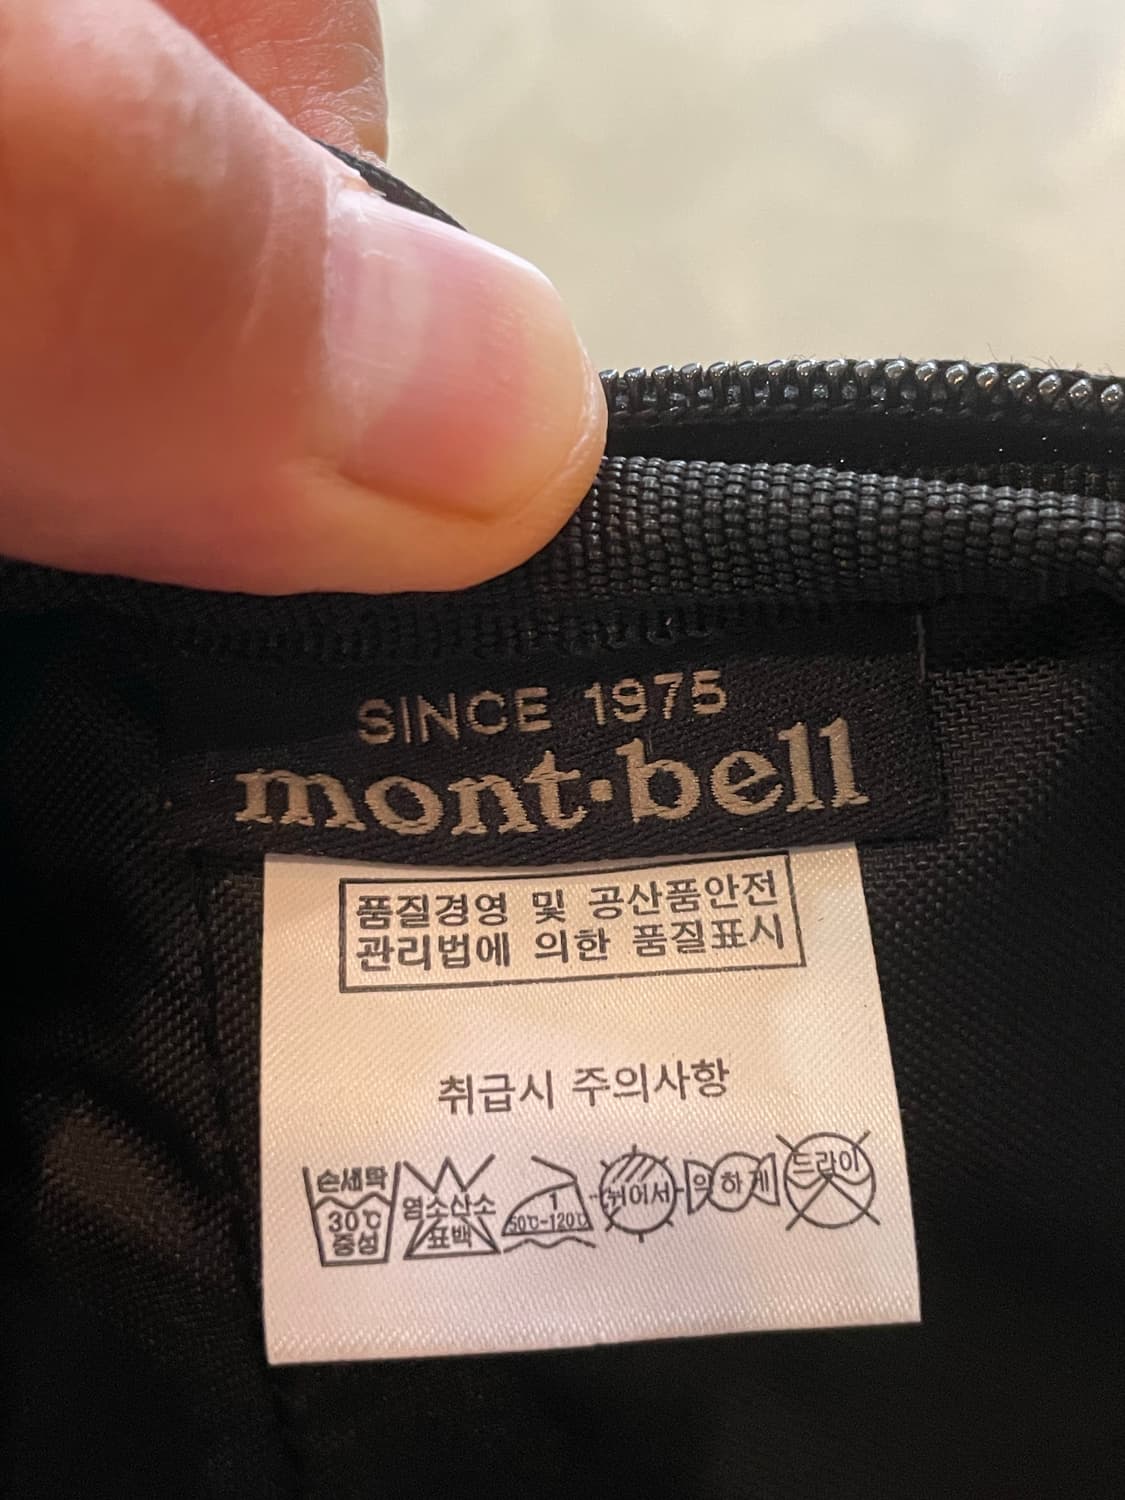 SINCE 1975
mont·bell
품질경영 및 공산품안전
관리법에 의한 품질표시
취급시 주의사항
손세탁
30℃
중성
염소산소
표백
1
50℃-120℃
뉘어서
약하게
드라이